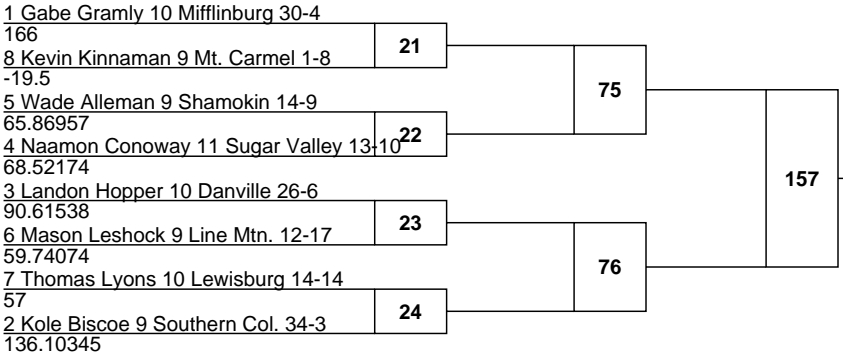 1 Gabe Gramly 10 Mifflinburg 30-4
166
21
8 Kevin Kinnaman 9 Mt. Carmel 1-8
-19.5
75
5 Wade Alleman 9 Shamokin 14-9
65.86957
22
4 Naamon Conoway 11 Sugar Valley 13-10
68.52174
157
3 Landon Hopper 10 Danville 26-6
90.61538
23
6 Mason Leshock 9 Line Mtn. 12-17
59.74074
76
7 Thomas Lyons 10 Lewisburg 14-14
57
24
2 Kole Biscoe 9 Southern Col. 34-3
136.10345